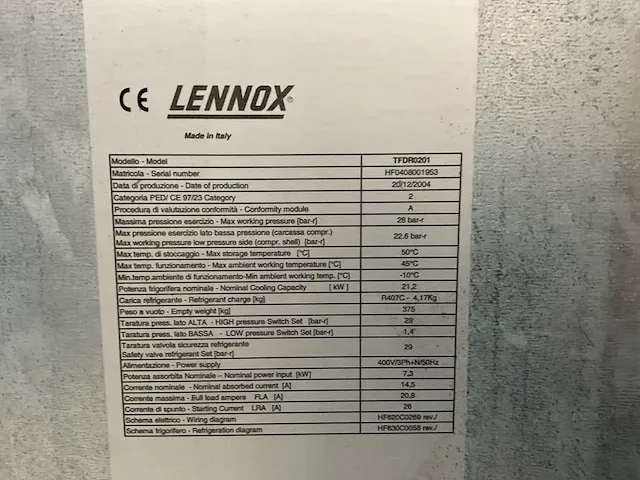 CE LENNOX®
Made in Italy
Modello - Model TFDR0201
Matricola - Serial number HF0408001953
Data di produzione - Date of production 20/12/2004
Categoria PED/ CE 97/23 Category 2
Procedura di valutazione conformità - Conformity module A
Massima pressione esercizio - Max working pressure [bar-r] 28 bar-r
Max pressione esercizio lato bassa pressione (carcassa compr.)
Max working pressure low pressure side (compr. shell) [bar-r] 22.6 bar-r
Max temp. di stoccaggio - Max storage temperature [°C] 50°C
Max temp. funzionamento - Max ambient working temperature [°C] 45°C
Min.temp.ambiente di funzionamento-Min ambient working temp. [°C] -10°C
Potenza frigorifera nominale - Nominal Cooling Capacity [ kW ] 21,2
Carica refrigerante - Refrigerant charge [kg] R407C - 4,17Kg
Peso a vuoto - Empty weight [kg] 375
Taratura press. lato ALTA - HIGH pressure Switch Set [bar-r] 28
Taratura press. lato BASSA - LOW pressure Switch Set [bar-r] 1,4
Taratura valvola sicurezza refrigerante
Safety valve refrigerant Set [bar-r] 29
Alimentazione - Power supply 400V/3Ph+N/50Hz
Potenza assorbita Nominale – Nominal power input [kW] 7,3
Corrente nominale - Nominal absorbed current [A] 14,5
Corrente massima - Full load ampere FLA [A] 20,8
Corrente di spunto - Starting Current LRA [A] 26
Schema elettrico - Wiring diagram HF620C0269 rev./
Schema frigorifero - Refrigeration diagram HF630C0058 rev./